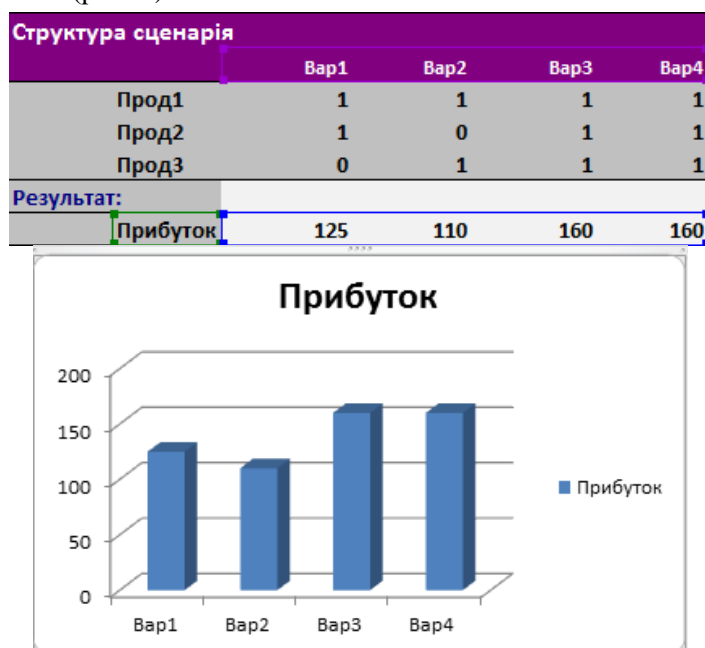 Структура сценарія
Вар1 Вар2 Вар3 Вар4
Прод1 1 1 1 1
Прод2 1 0 1 1
Прод3 0 1 1 1
Результат:
Прибуток 125 110 160 160
Прибуток
200
150
100
50
0
Прибуток
Вар1 Вар2 Вар3 Вар4